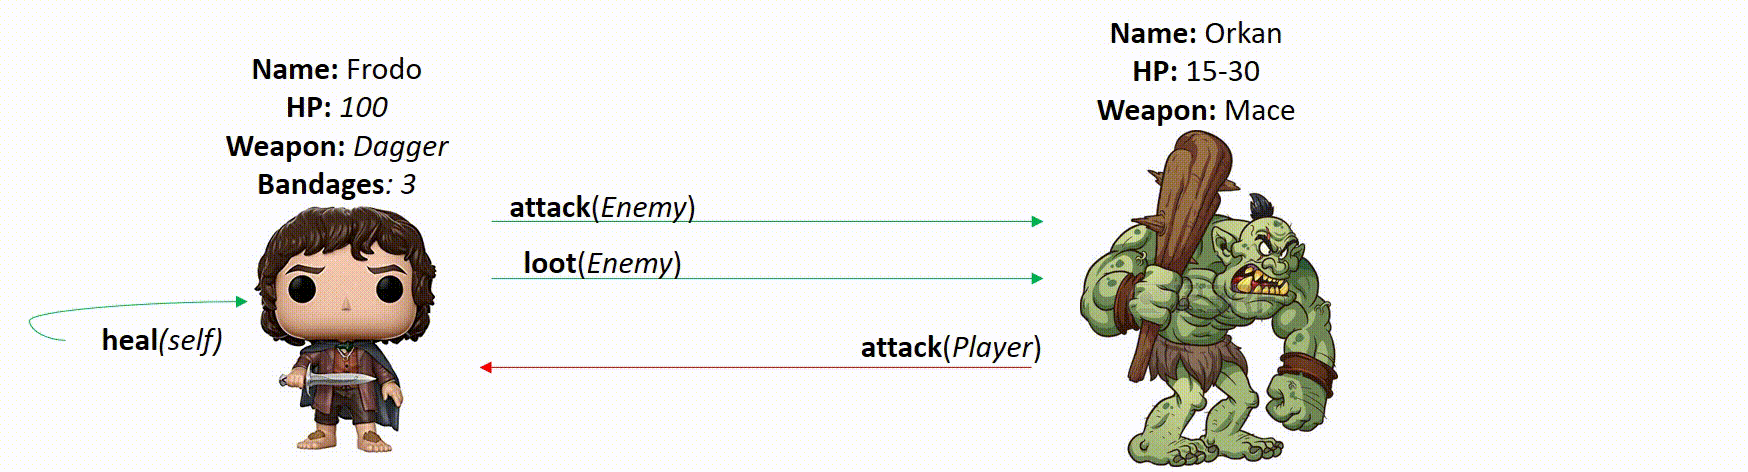 Name: Frodo
HP: 100
Weapon: Dagger
Bandages: 3
attack(Enemy)
loot(Enemy)
heal(self)
Name: Orkan
HP: 15-30
Weapon: Mace
attack(Player)